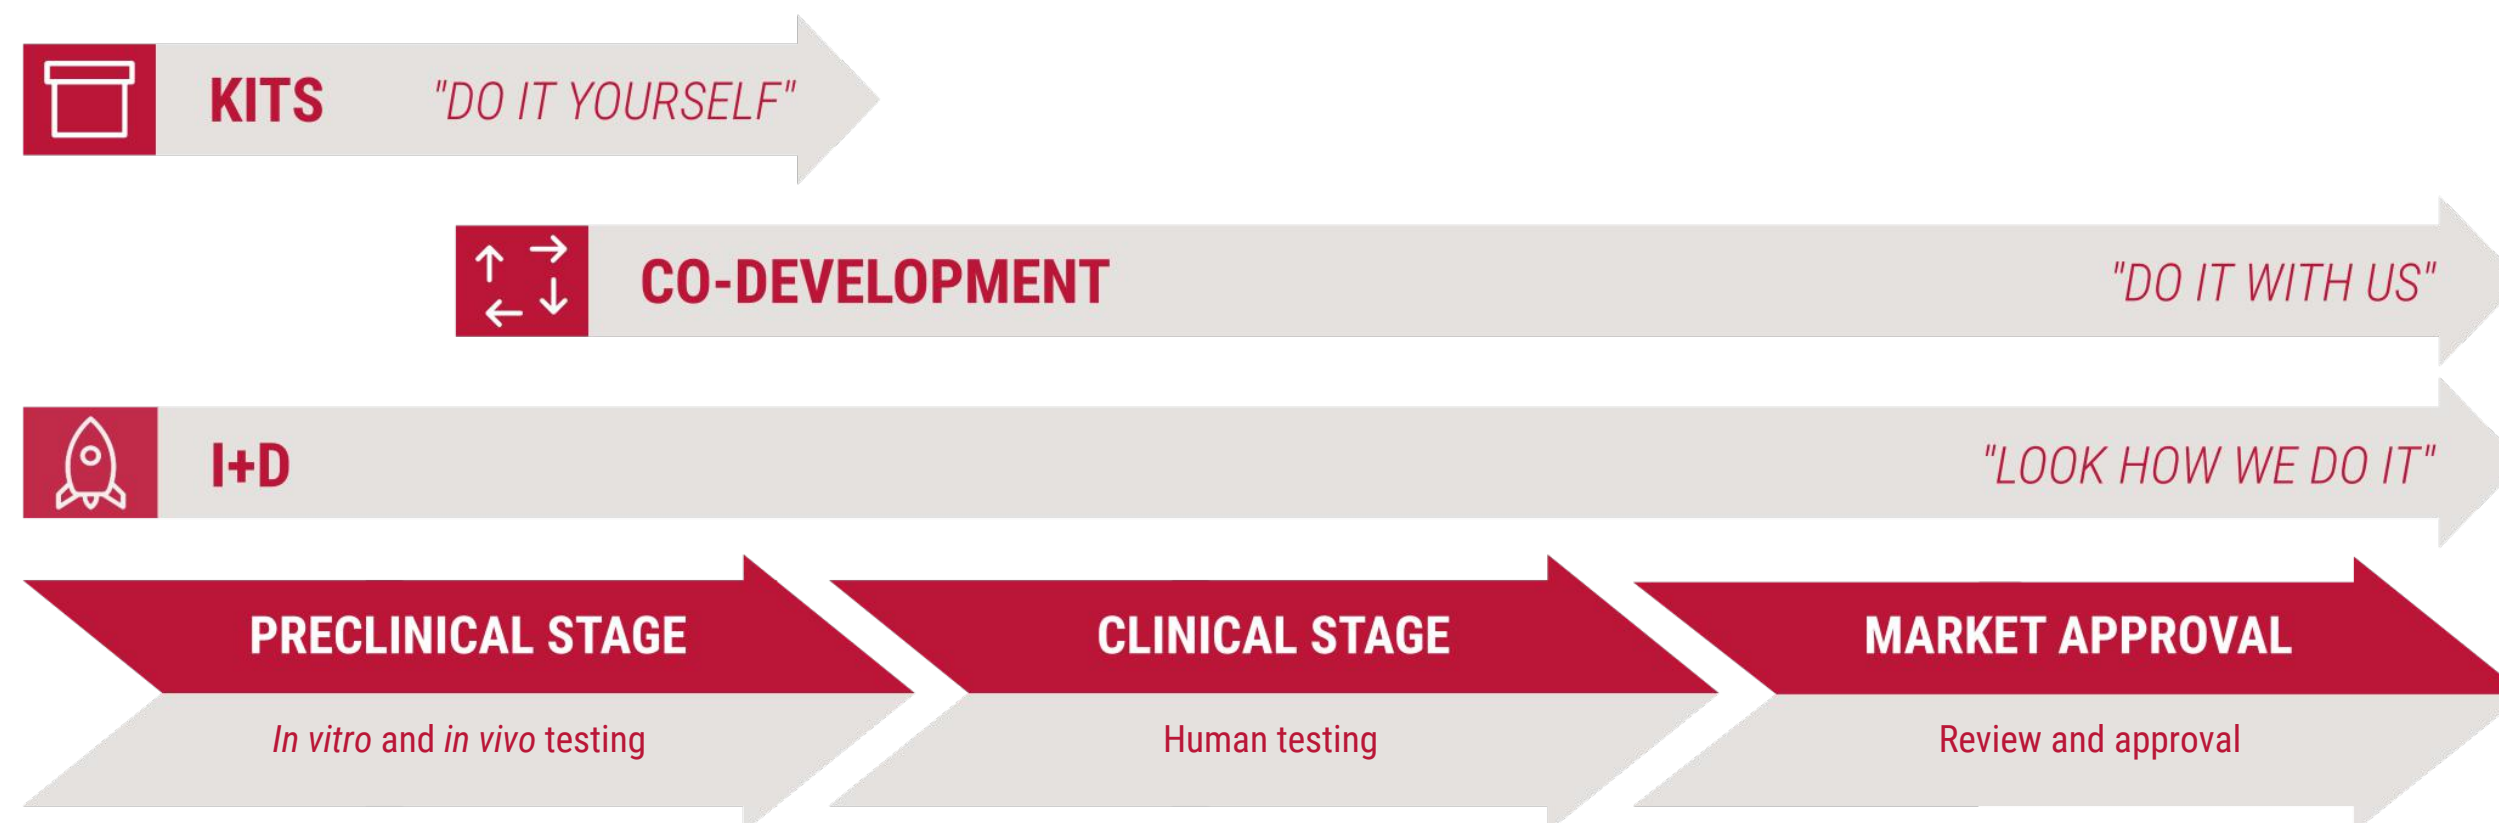 KITS "DO IT YOURSELF"
CO-DEVELOPMENT "DO IT WITH US"
I+D "LOOK HOW WE DO IT"
PRECLINICAL STAGE CLINICAL STAGE MARKET APPROVAL
In vitro and in vivo testing Human testing Review and approval